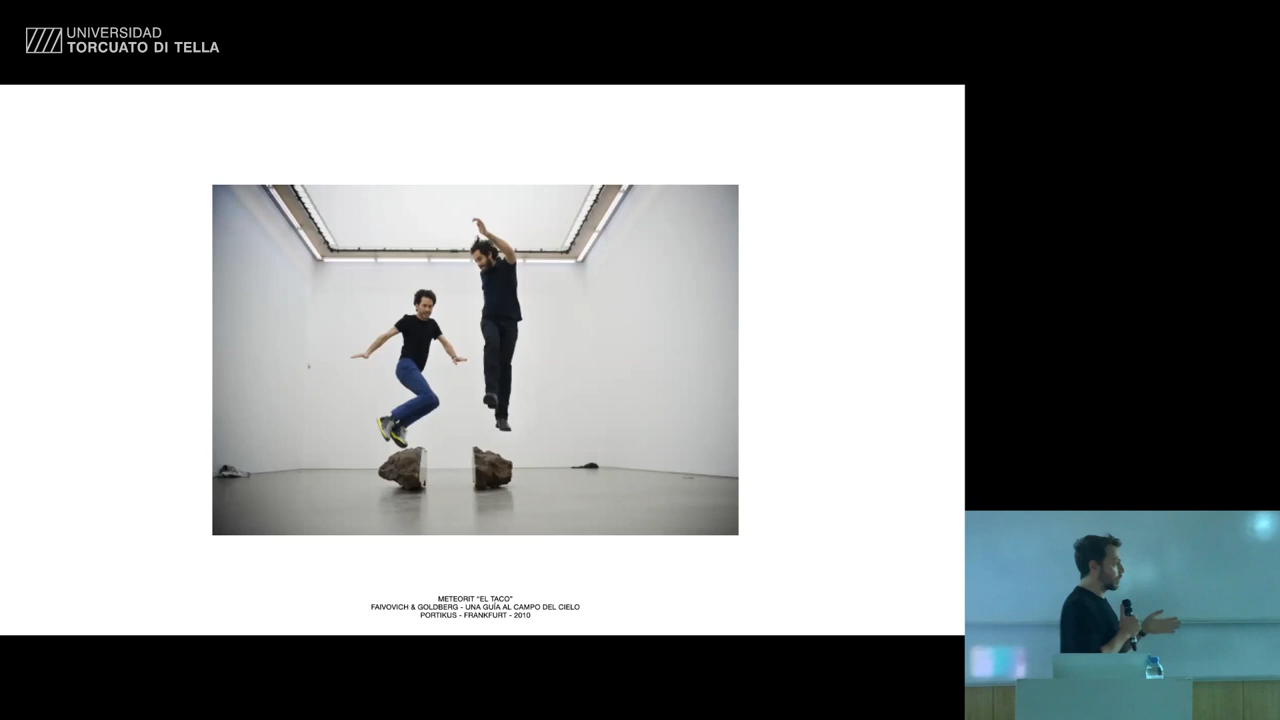 UNIVERSIDAD
TORCUATO DI TELLA
METEORIT "EL TACO"
FAIVOVICH & GOLDBERG - UNA GUÍA AL CAMPO DEL CIELO
PORTIKUS - FRANKFURT - 2010